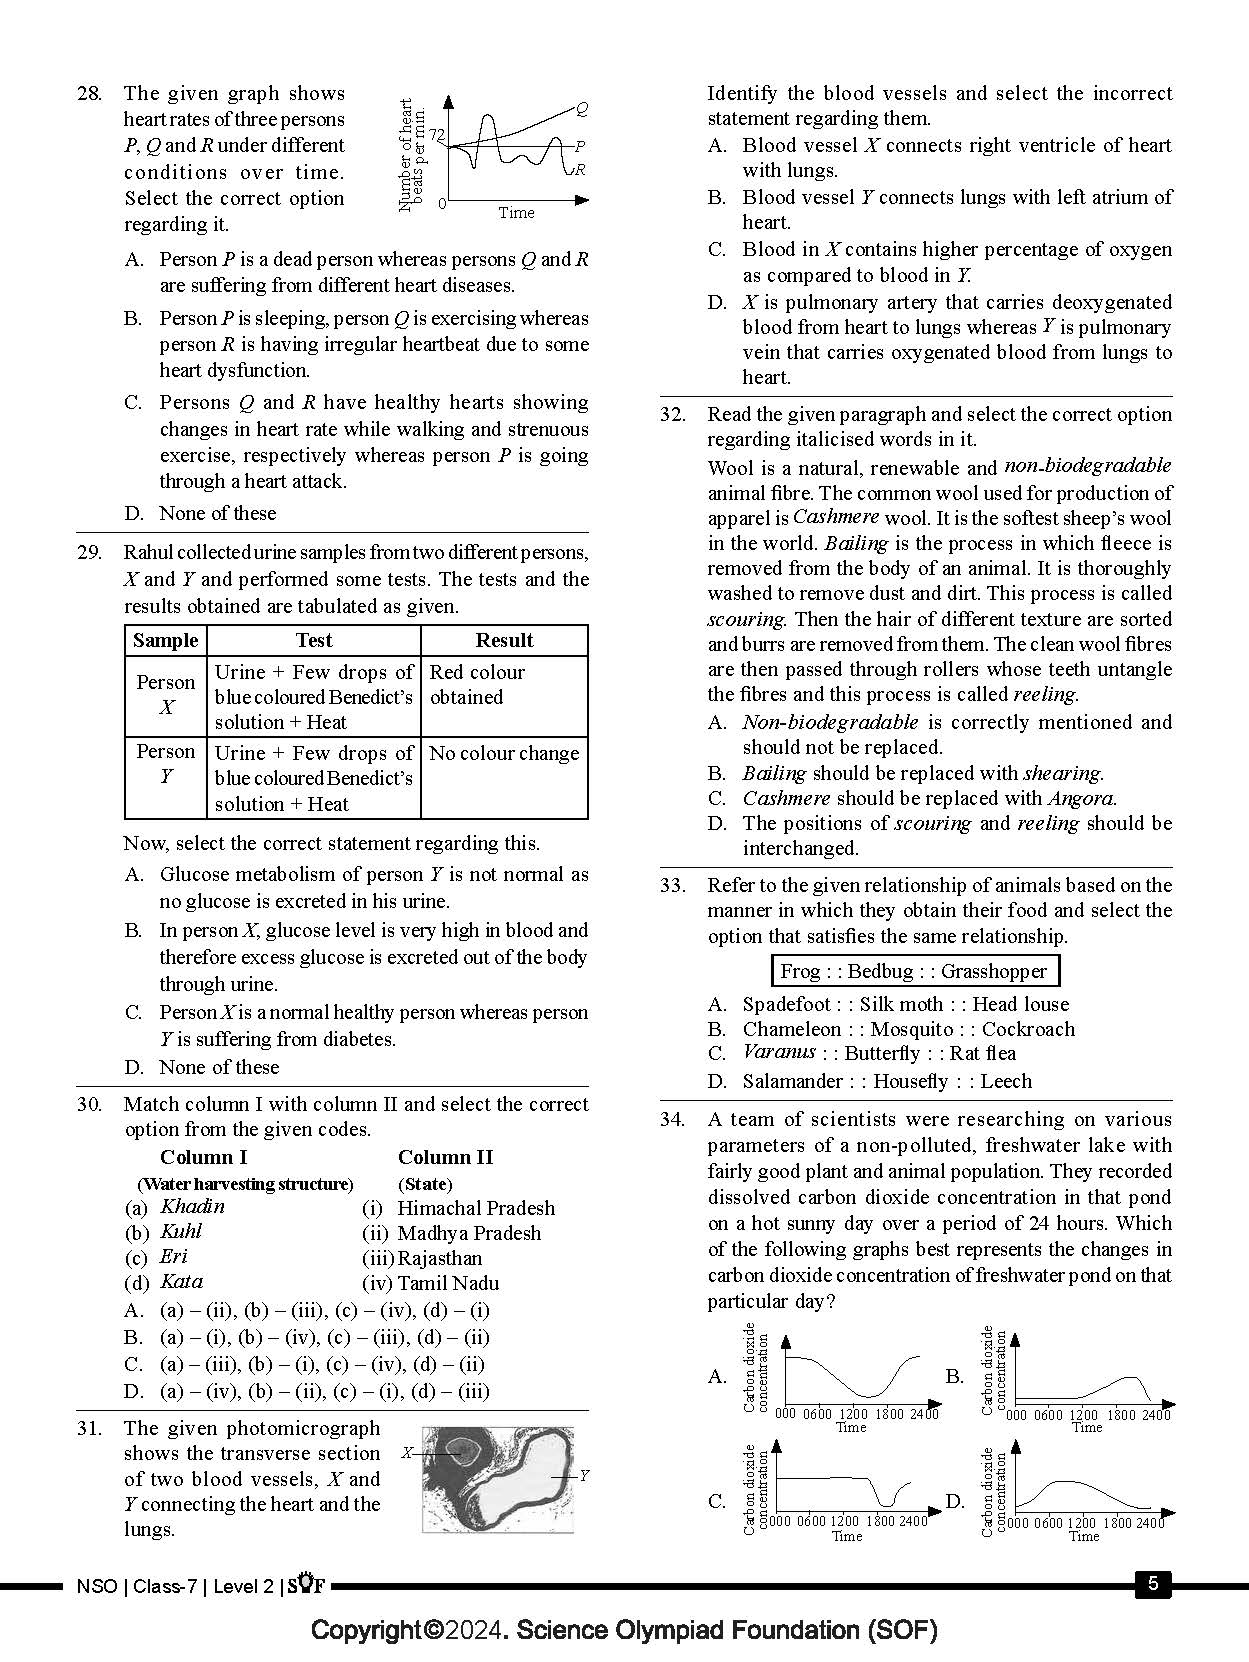 28. The given graph shows
heart rates of three persons
P, Q and R under different
conditions over time.
Select the correct option
regarding it.
Number of heart
beats per min.
72
0
Time
Q
P
R
A. Person P is a dead person whereas persons Q and R
are suffering from different heart diseases.
B. Person P is sleeping, person Q is exercising whereas
person R is having irregular heartbeat due to some
heart dysfunction.
C. Persons Q and R have healthy hearts showing
changes in heart rate while walking and strenuous
exercise, respectively whereas person P is going
through a heart attack.
D. None of these
29. Rahul collected urine samples from two different persons,
X and Y and performed some tests. The tests and the
results obtained are tabulated as given.
Sample Test Result
Person X Urine + Few drops of blue coloured Benedict's solution + Heat Red colour obtained
Person Y Urine + Few drops of blue coloured Benedict's solution + Heat No colour change
Now, select the correct statement regarding this.
A. Glucose metabolism of person Y is not normal as
no glucose is excreted in his urine.
B. In person X, glucose level is very high in blood and
therefore excess glucose is excreted out of the body
through urine.
C. Person X is a normal healthy person whereas person
Y is suffering from diabetes.
D. None of these
30. Match column I with column II and select the correct
option from the given codes.
Column I Column II
(Water harvesting structure) (State)
(a) Khadin (i) Himachal Pradesh
(b) Kuhl (ii) Madhya Pradesh
(c) Eri (iii) Rajasthan
(d) Kata (iv) Tamil Nadu
A. (a) – (ii), (b) – (iii), (c) – (iv), (d) – (i)
B. (a) – (i), (b) – (iv), (c) – (iii), (d) – (ii)
C. (a) – (iii), (b) – (i), (c) – (iv), (d) – (ii)
D. (a) – (iv), (b) – (ii), (c) – (i), (d) – (iii)
31. The given photomicrograph
shows the transverse section
of two blood vessels, X and
Y connecting the heart and the
lungs.
X
Y
Identify the blood vessels and select the incorrect
statement regarding them.
A. Blood vessel X connects right ventricle of heart
with lungs.
B. Blood vessel Y connects lungs with left atrium of
heart.
C. Blood in X contains higher percentage of oxygen
as compared to blood in Y.
D. X is pulmonary artery that carries deoxygenated
blood from heart to lungs whereas Y is pulmonary
vein that carries oxygenated blood from lungs to
heart.
32. Read the given paragraph and select the correct option
regarding italicised words in it.
Wool is a natural, renewable and non-biodegradable
animal fibre. The common wool used for production of
apparel is Cashmere wool. It is the softest sheep's wool
in the world. Bailing is the process in which fleece is
removed from the body of an animal. It is thoroughly
washed to remove dust and dirt. This process is called
scouring. Then the hair of different texture are sorted
and burrs are removed from them. The clean wool fibres
are then passed through rollers whose teeth untangle
the fibres and this process is called reeling.
A. Non-biodegradable is correctly mentioned and
should not be replaced.
B. Bailing should be replaced with shearing.
C. Cashmere should be replaced with Angora.
D. The positions of scouring and reeling should be
interchanged.
33. Refer to the given relationship of animals based on the
manner in which they obtain their food and select the
option that satisfies the same relationship.
Frog : : Bedbug : : Grasshopper
A. Spadefoot : : Silk moth : : Head louse
B. Chameleon : : Mosquito : : Cockroach
C. Varanus : : Butterfly : : Rat flea
D. Salamander : : Housefly : : Leech
34. A team of scientists were researching on various
parameters of a non-polluted, freshwater lake with
fairly good plant and animal population. They recorded
dissolved carbon dioxide concentration in that pond
on a hot sunny day over a period of 24 hours. Which
of the following graphs best represents the changes in
carbon dioxide concentration of freshwater pond on that
particular day?
A. Carbon dioxide concentration
000 0600 1200 1800 2400
Time
B. Carbon dioxide concentration
000 0600 1200 1800 2400
Time
C. Carbon dioxide concentration
000 0600 1200 1800 2400
Time
D. Carbon dioxide concentration
000 0600 1200 1800 2400
Time
NSO | Class-7 | Level 2 | SOF
5
Copyright©2024. Science Olympiad Foundation (SOF)